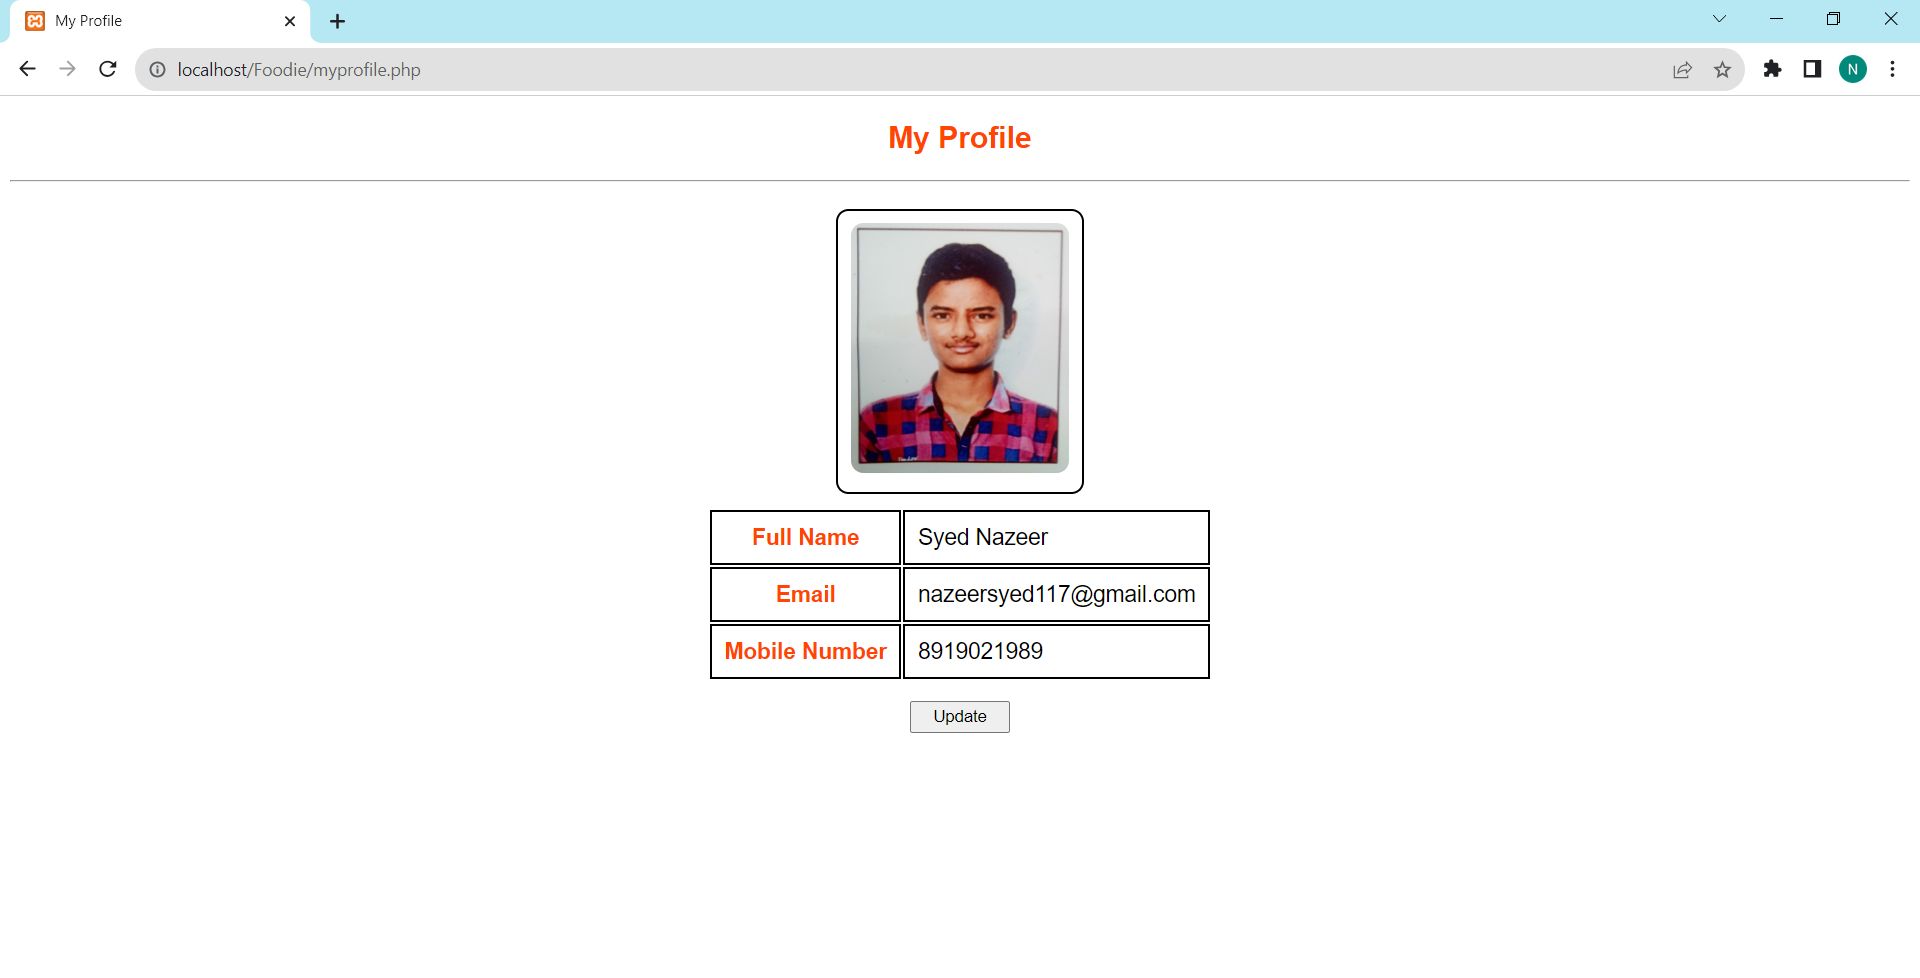 My Profile
localhost/Foodie/myprofile.php
N
My Profile
Full Name Syed Nazeer
Email nazeersyed117@gmail.com
Mobile Number 8919021989
Update